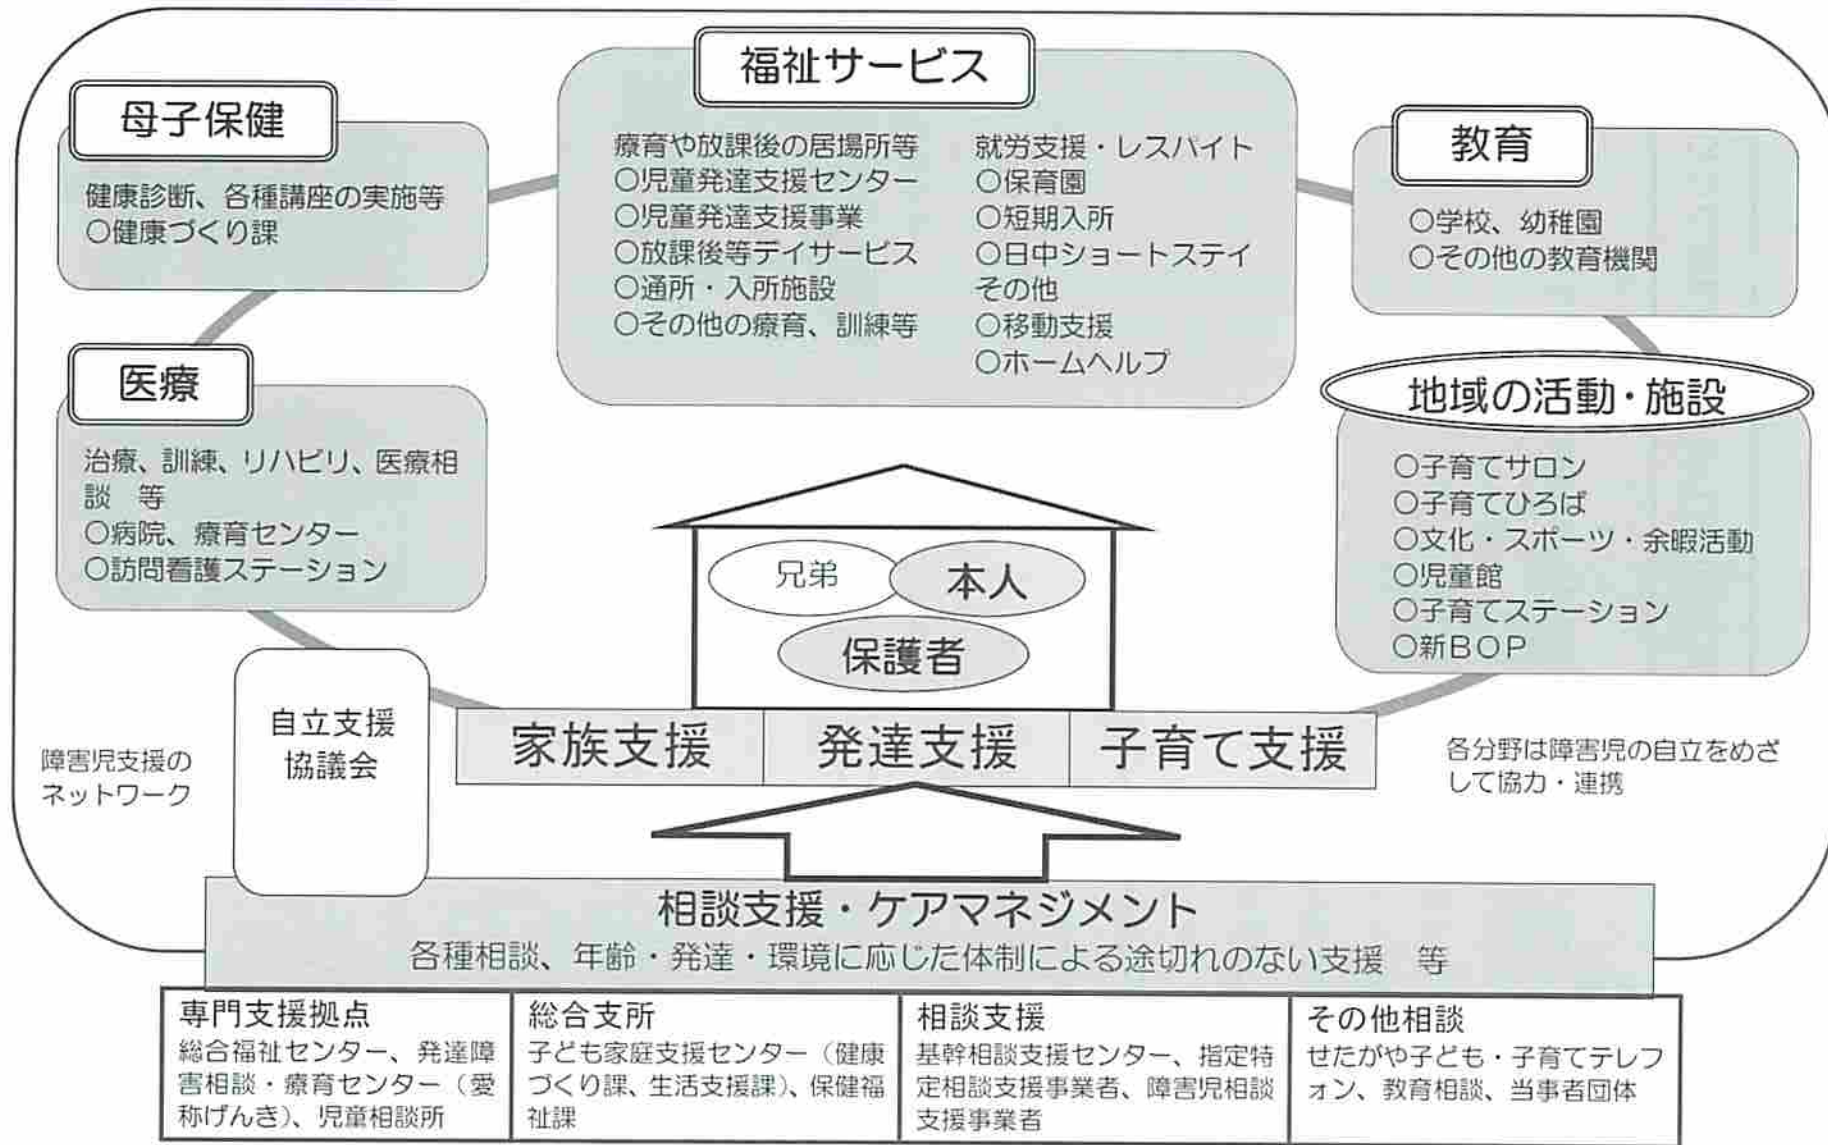 福祉サービス
療育や放課後の居場所等
○児童発達支援センター
○児童発達支援事業
○放課後等デイサービス
○通所・入所施設
○その他の療育、訓練等
就労支援・レスパイト
○保育園
○短期入所
○日中ショートステイ
その他
○移動支援
○ホームヘルプ
母子保健
健康診断、各種講座の実施等
○健康づくり課
教育
○学校、幼稚園
○その他の教育機関
医療
治療、訓練、リハビリ、医療相
談　等
○病院、療育センター
○訪問看護ステーション
地域の活動・施設
○子育てサロン
○子育てひろば
○文化・スポーツ・余暇活動
○児童館
○子育てステーション
○新BOP
兄弟
本人
保護者
家族支援
発達支援
子育て支援
自立支援
協議会
障害児支援の
ネットワーク
各分野は障害児の自立をめざ
して協力・連携
相談支援・ケアマネジメント
各種相談、年齢・発達・環境に応じた体制による途切れのない支援　等
専門支援拠点
総合福祉センター、発達障
害相談・療育センター（愛
称げんき）、児童相談所
総合支所
子ども家庭支援センター（健康
づくり課、生活支援課）、保健福
祉課
相談支援
基幹相談支援センター、指定特
定相談支援事業者、障害児相談
支援事業者
その他相談
せたがや子ども・子育てテレフ
ォン、教育相談、当事者団体